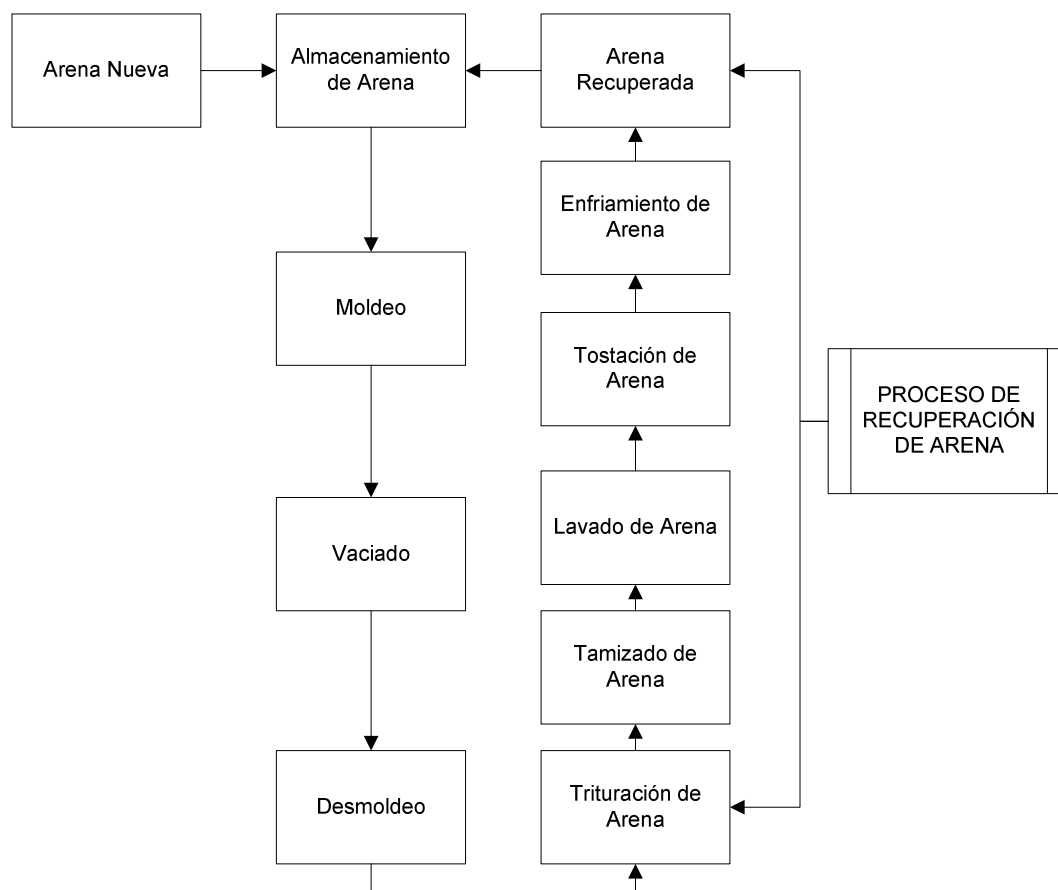 Arena Nueva
Almacenamiento
de Arena
Arena
Recuperada
Enfriamiento de
Arena
Moldeo
Tostación de
Arena
PROCESO DE
RECUPERACIÓN
DE ARENA
Lavado de Arena
Vaciado
Tamizado de
Arena
Desmoldeo
Trituración de
Arena